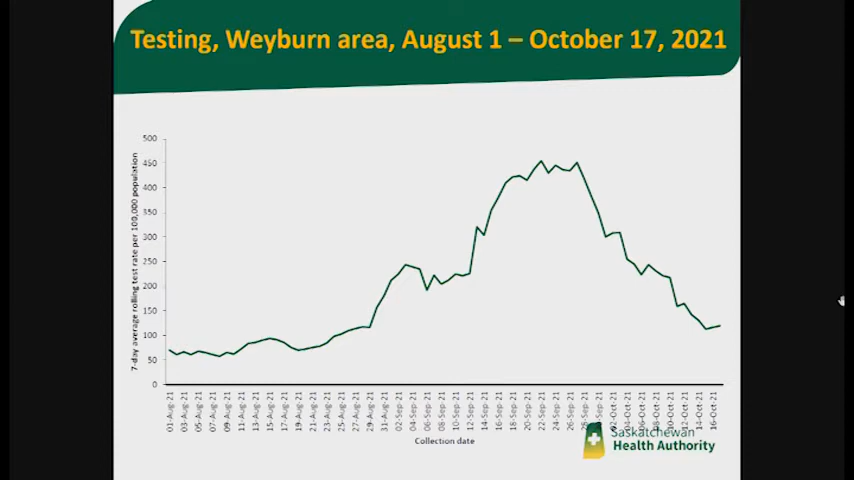 Testing, Weyburn area, August 1 – October 17, 2021
7-day average rolling test rate per 100,000 population
500
450
400
350
300
250
200
150
100
50
0
01-Aug-21
03-Aug-21
05-Aug-21
07-Aug-21
09-Aug-21
11-Aug-21
13-Aug-21
15-Aug-21
17-Aug-21
19-Aug-21
21-Aug-21
23-Aug-21
25-Aug-21
27-Aug-21
29-Aug-21
31-Aug-21
02-Sep-21
04-Sep-21
06-Sep-21
08-Sep-21
10-Sep-21
12-Sep-21
14-Sep-21
16-Sep-21
18-Sep-21
20-Sep-21
22-Sep-21
24-Sep-21
26-Sep-21
28-Sep-21
30-Sep-21
02-Oct-21
04-Oct-21
06-Oct-21
08-Oct-21
10-Oct-21
12-Oct-21
14-Oct-21
16-Oct-21
Collection date
Saskatchewan
Health Authority